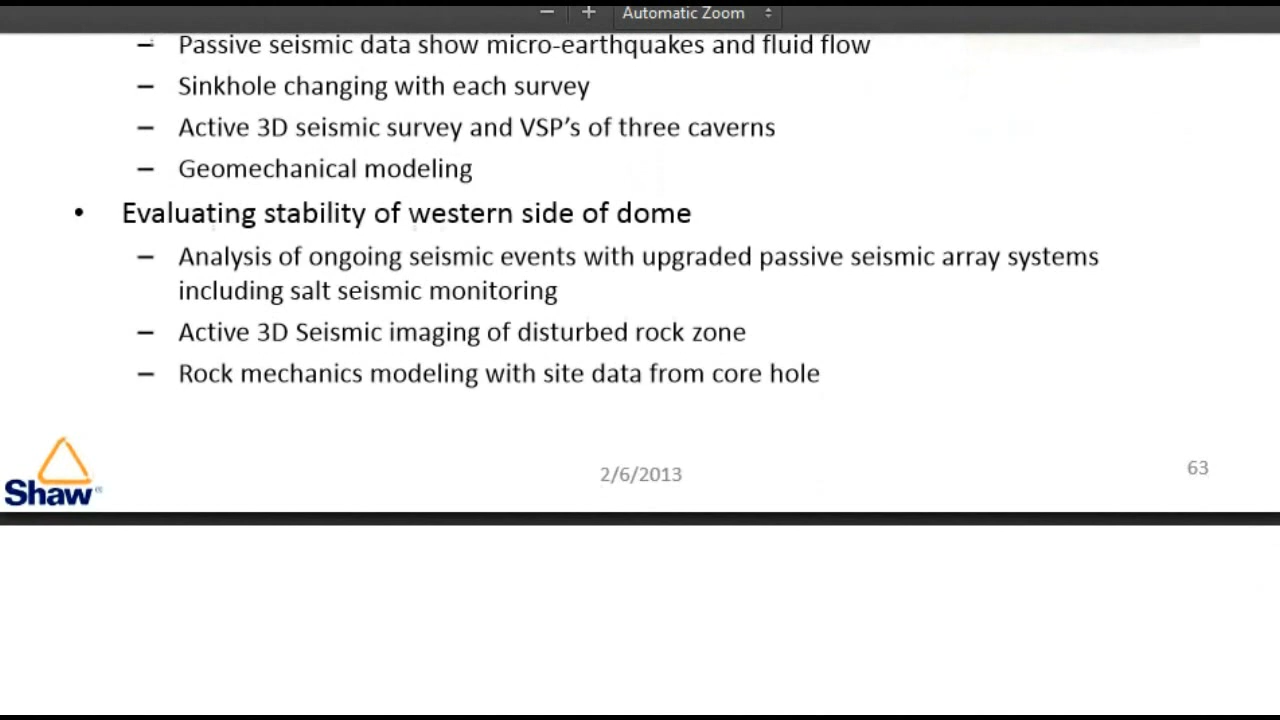 − + Automatic Zoom
– Passive seismic data show micro-earthquakes and fluid flow
– Sinkhole changing with each survey
– Active 3D seismic survey and VSP’s of three caverns
– Geomechanical modeling
• Evaluating stability of western side of dome
– Analysis of ongoing seismic events with upgraded passive seismic array systems
including salt seismic monitoring
– Active 3D Seismic imaging of disturbed rock zone
– Rock mechanics modeling with site data from core hole
Shaw®
2/6/2013
63